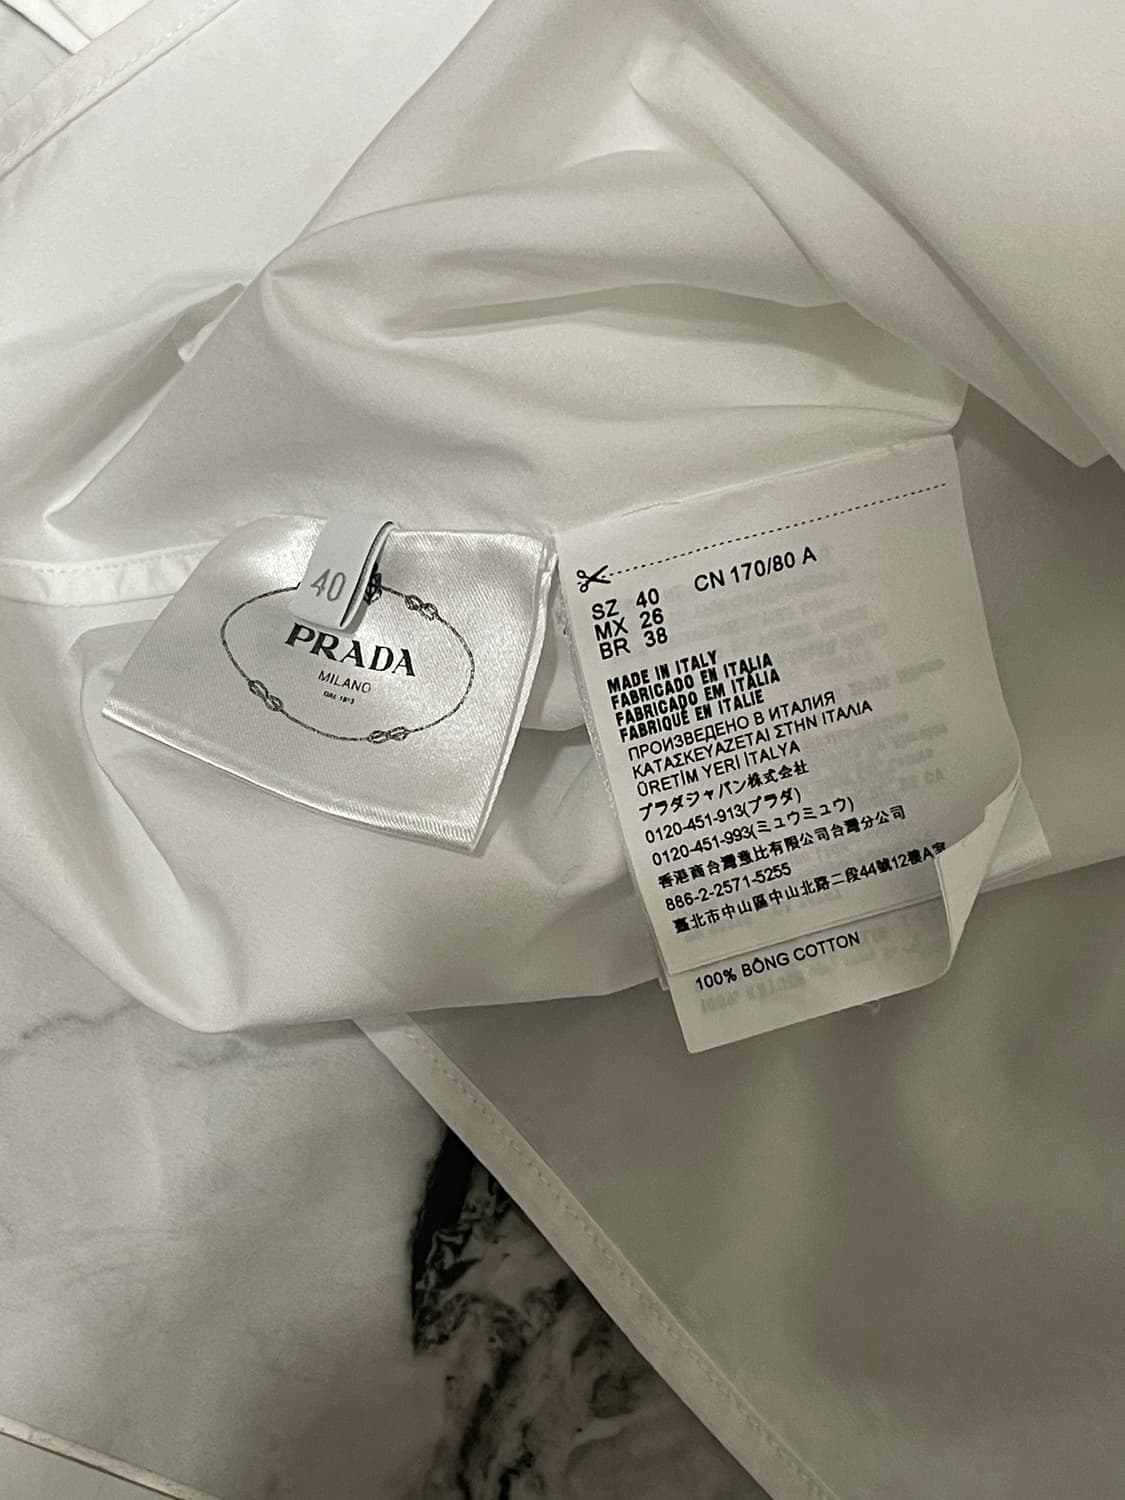 40
PRADA
MILANO
DAL 1913
SZ 40 CN 170/80 A
MX 26
BR 38
MADE IN ITALY
FABRICADO EN ITALIA
FABRICADO EM ITÁLIA
FABRIQUÉ EN ITALIE
ПРОИЗВЕДЕНО В ИТАЛИЯ
ΚΑΤΑΣΚΕΥΑΖΕΤΑΙ ΣΤΗΝ ΙΤΑΛΙΑ
ÜRETİM YERİ İTALYA
プラダジャパン株式会社
0120-451-913(プラダ)
0120-451-993(ミュウミュウ)
香港商台灣意比有限公司台灣分公司
886-2-2571-5255
臺北市中山區中山北路二段44號12樓A室
100% BÔNG COTTON